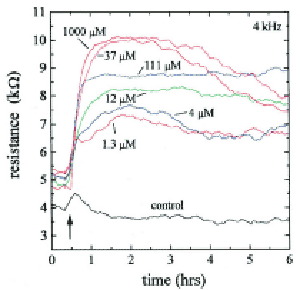 4 kHz
1000 μM
37 μM
111 μM
12 μM
4 μM
1.3 μM
control
resistance (kΩ)
11
10
9
8
7
6
5
4
3
0 1 2 3 4 5 6
time (hrs)